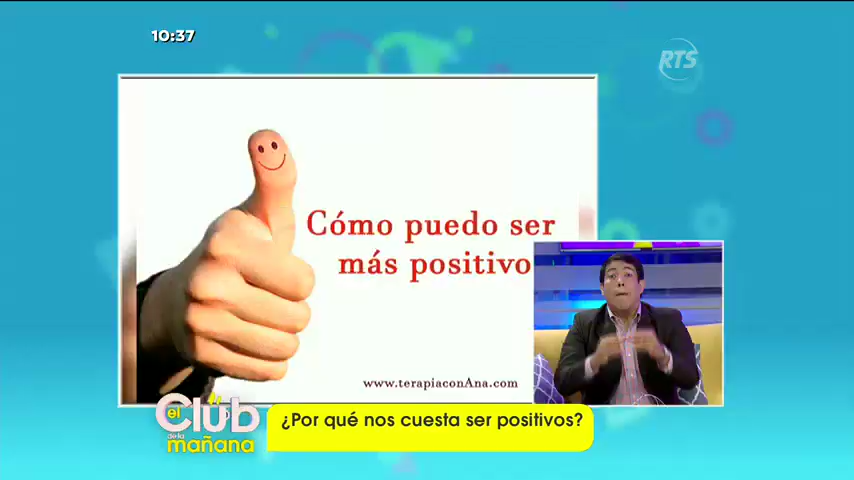 10:37
RTS
Cómo puedo ser
más positivo
www.terapiaconAna.com
el
Club
de la
mañana
¿Por qué nos cuesta ser positivos?